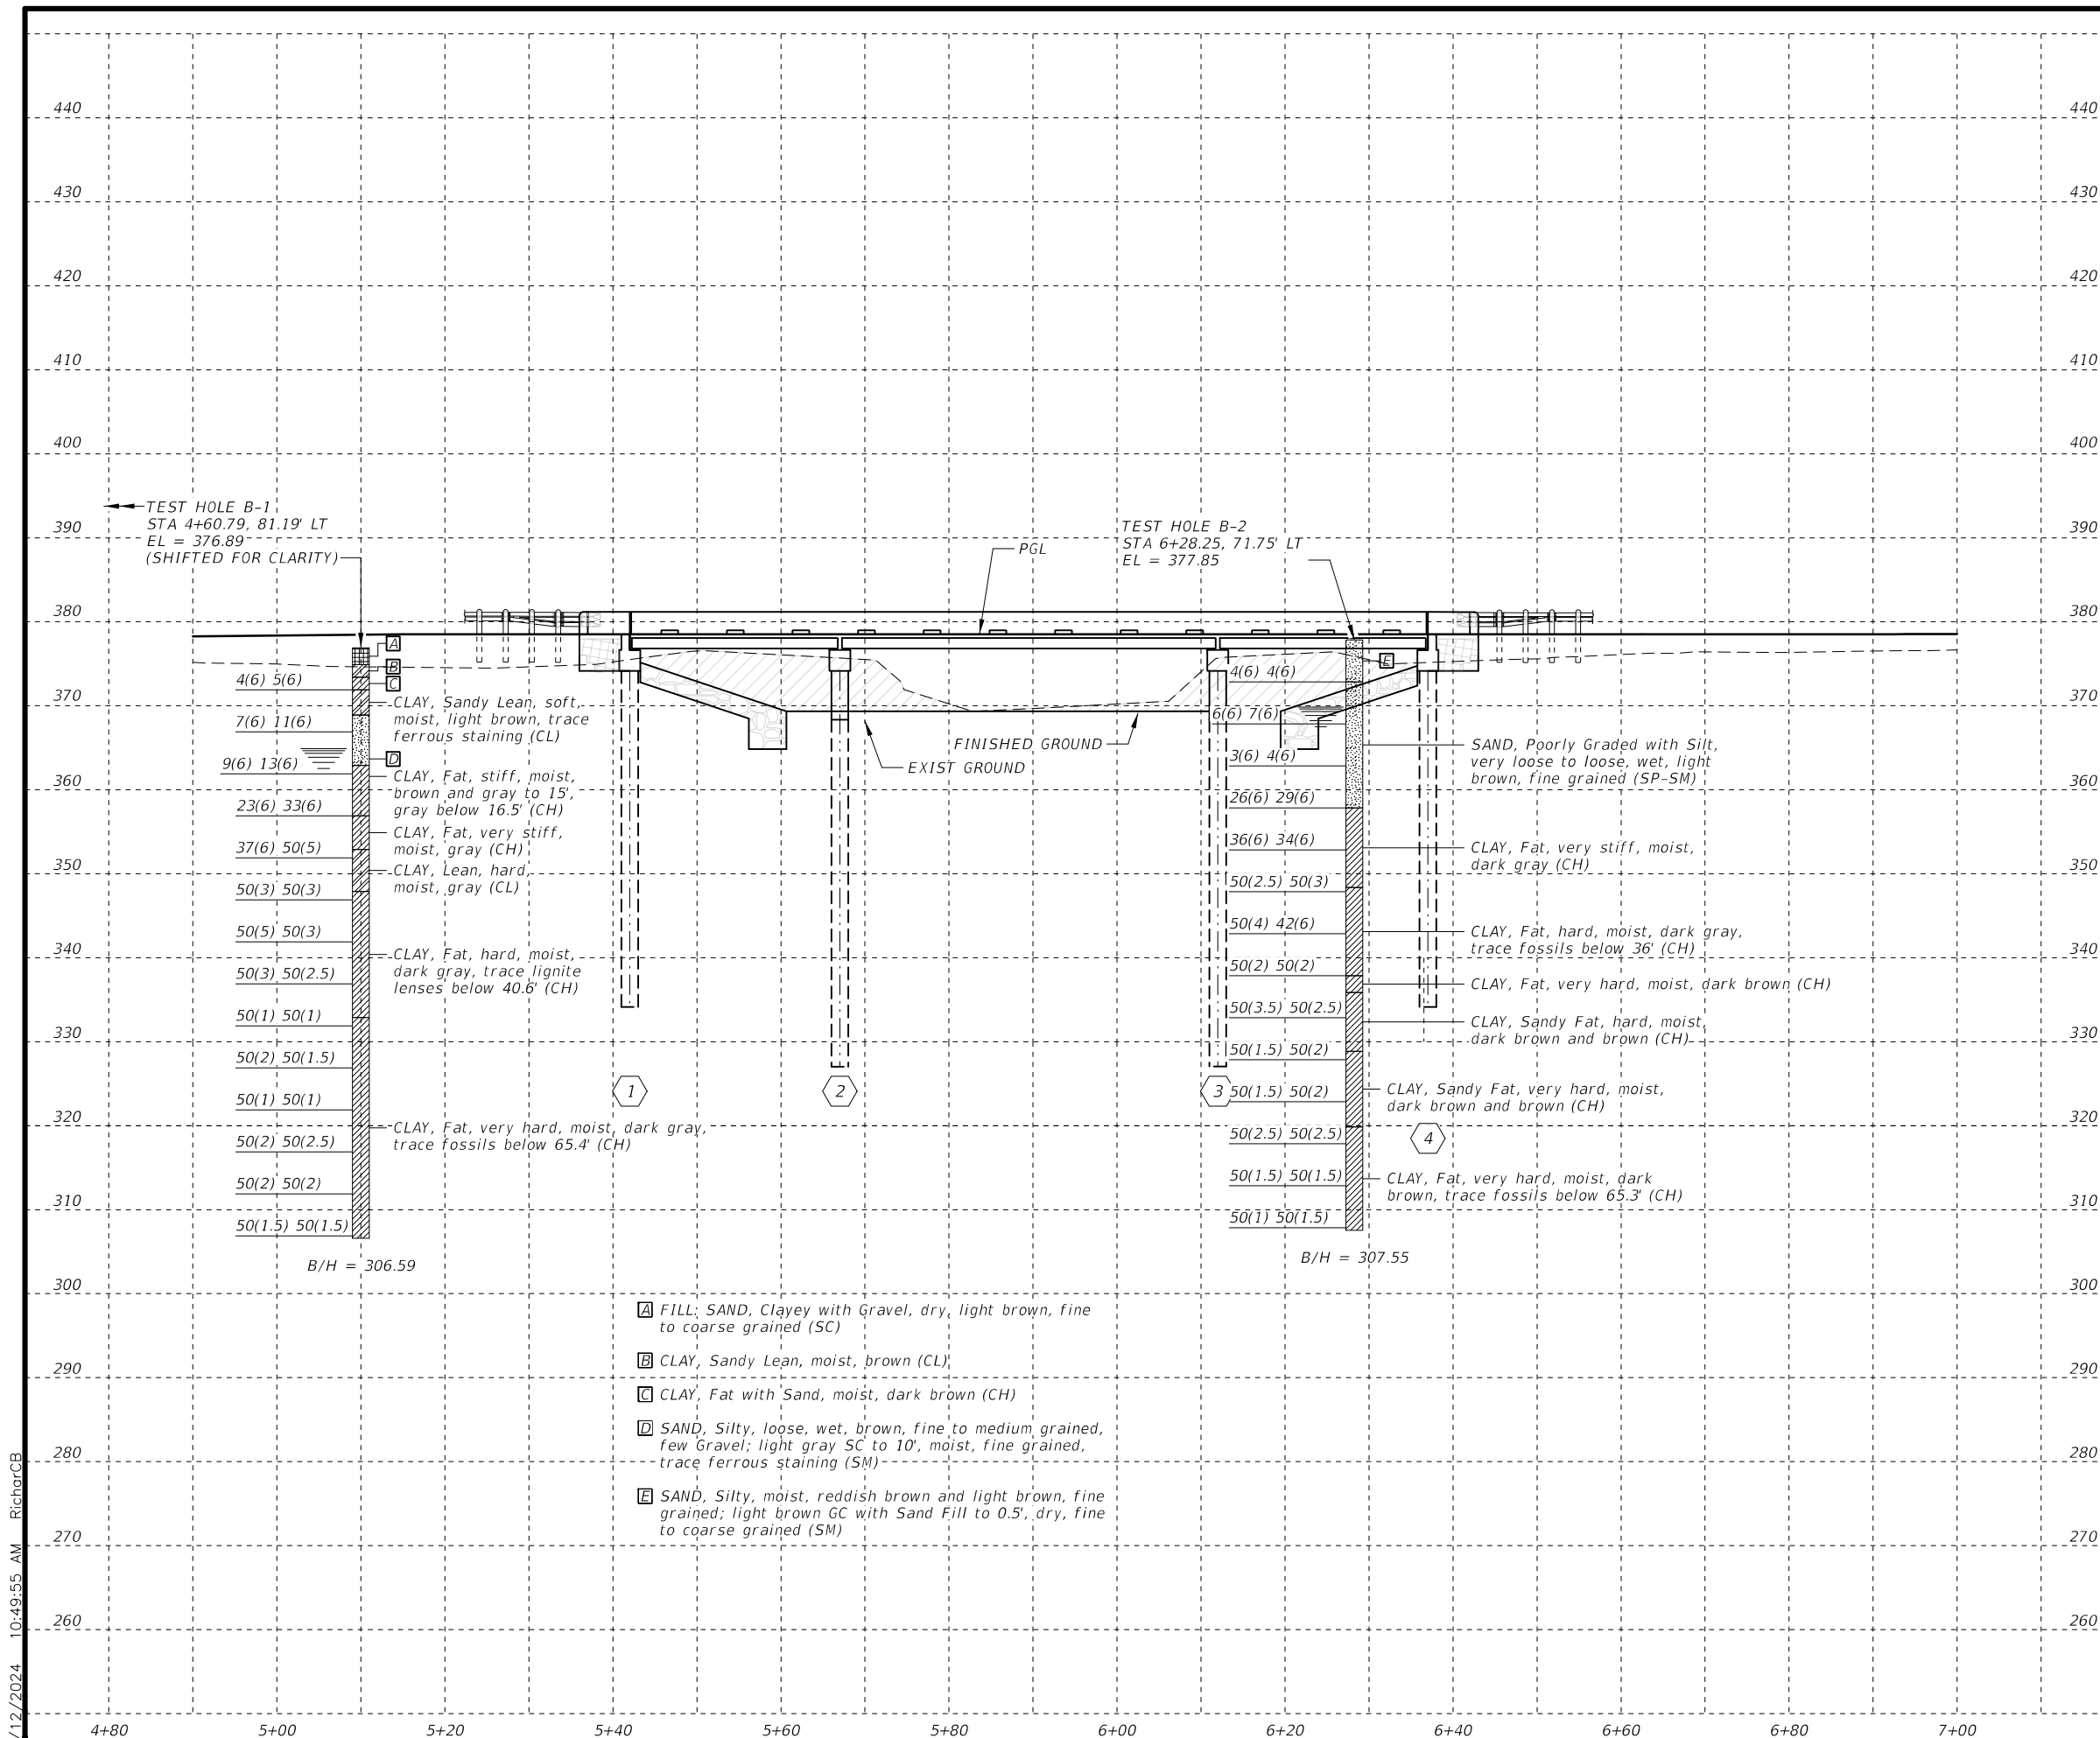 440
440
430
430
420
420
410
410
400
400
TEST HOLE B-1
STA 4+60.79, 81.19' LT
EL = 376.89
(SHIFTED FOR CLARITY)
390
390
TEST HOLE B-2
STA 6+28.25, 71.75' LT
EL = 377.85
PGL
380
380
A
B
C
D
E
370
370
4(6) 5(6)
7(6) 11(6)
9(6) 13(6)
23(6) 33(6)
37(6) 50(5)
50(3) 50(3)
50(5) 50(3)
50(3) 50(2.5)
50(1) 50(1)
50(2) 50(1.5)
50(1) 50(1)
50(2) 50(2.5)
50(2) 50(2)
50(1.5) 50(1.5)
B/H = 306.59
CLAY, Sandy Lean, soft,
moist, light brown, trace
ferrous staining (CL)
CLAY, Fat, stiff, moist,
brown and gray to 15',
gray below 16.5' (CH)
CLAY, Fat, very stiff,
moist, gray (CH)
CLAY, Lean, hard,
moist, gray (CL)
CLAY, Fat, hard, moist,
dark gray, trace lignite
lenses below 40.6' (CH)
CLAY, Fat, very hard, moist, dark gray,
trace fossils below 65.4' (CH)
FINISHED GROUND
EXIST GROUND
4(6) 4(6)
6(6) 7(6)
3(6) 4(6)
26(6) 29(6)
36(6) 34(6)
50(2.5) 50(3)
50(4) 42(6)
50(2) 50(2)
50(3.5) 50(2.5)
50(1.5) 50(2)
50(1.5) 50(2)
50(2.5) 50(2.5)
50(1.5) 50(1.5)
50(1) 50(1.5)
B/H = 307.55
SAND, Poorly Graded with Silt,
very loose to loose, wet, light
brown, fine grained (SP-SM)
CLAY, Fat, very stiff, moist,
dark gray (CH)
CLAY, Fat, hard, moist, dark gray,
trace fossils below 36' (CH)
CLAY, Fat, very hard, moist, dark brown (CH)
CLAY, Sandy Fat, hard, moist,
dark brown and brown (CH)
CLAY, Sandy Fat, very hard, moist,
dark brown and brown (CH)
CLAY, Fat, very hard, moist, dark
brown, trace fossils below 65.3' (CH)
360
360
350
350
340
340
330
330
1
2
3
4
320
320
310
310
300
300
A FILL: SAND, Clayey with Gravel, dry, light brown, fine
to coarse grained (SC)
B CLAY, Sandy Lean, moist, brown (CL)
C CLAY, Fat with Sand, moist, dark brown (CH)
D SAND, Silty, loose, wet, brown, fine to medium grained,
few Gravel; light gray SC to 10', moist, fine grained,
trace ferrous staining (SM)
E SAND, Silty, moist, reddish brown and light brown, fine
grained; light brown GC with Sand Fill to 0.5', dry, fine
to coarse grained (SM)
290
290
280
280
270
270
260
260
4+80 5+00 5+20 5+40 5+60 5+80 6+00 6+20 6+40 6+60 6+80 7+00
/12/2024 10:49:55 AM RicharCB